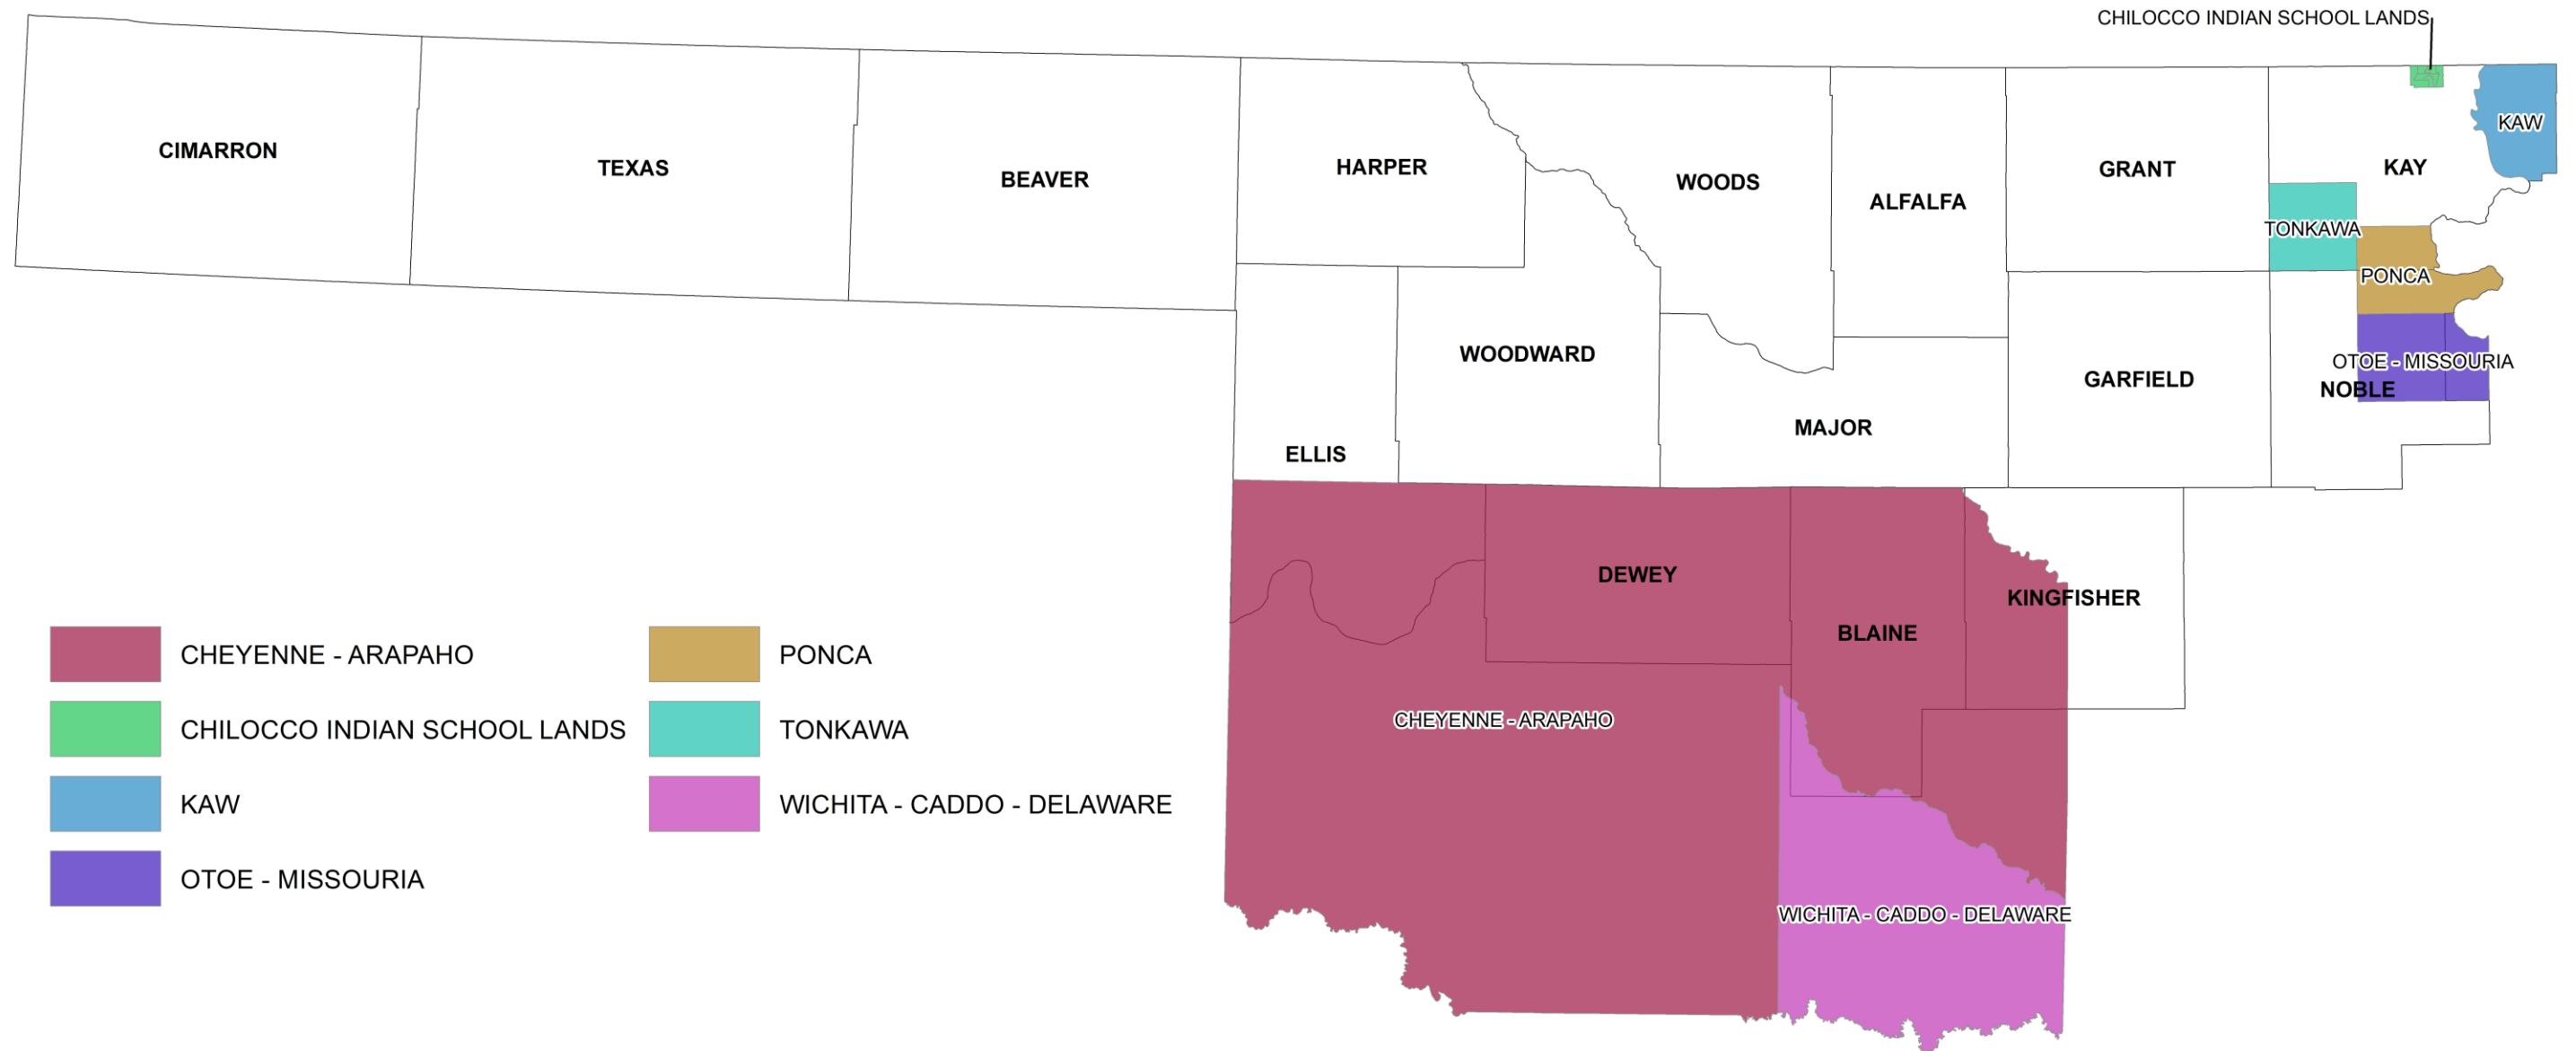 CHILOCCO INDIAN SCHOOL LANDS
CIMARRON
TEXAS
BEAVER
HARPER
WOODS
ALFALFA
GRANT
KAY
KAW
TONKAWA
PONCA
ELLIS
WOODWARD
MAJOR
GARFIELD
OTOE - MISSOURIA
NOBLE
DEWEY
BLAINE
KINGFISHER
CHEYENNE - ARAPAHO
WICHITA - CADDO - DELAWARE
CHEYENNE - ARAPAHO
CHILOCCO INDIAN SCHOOL LANDS
KAW
OTOE - MISSOURIA
PONCA
TONKAWA
WICHITA - CADDO - DELAWARE